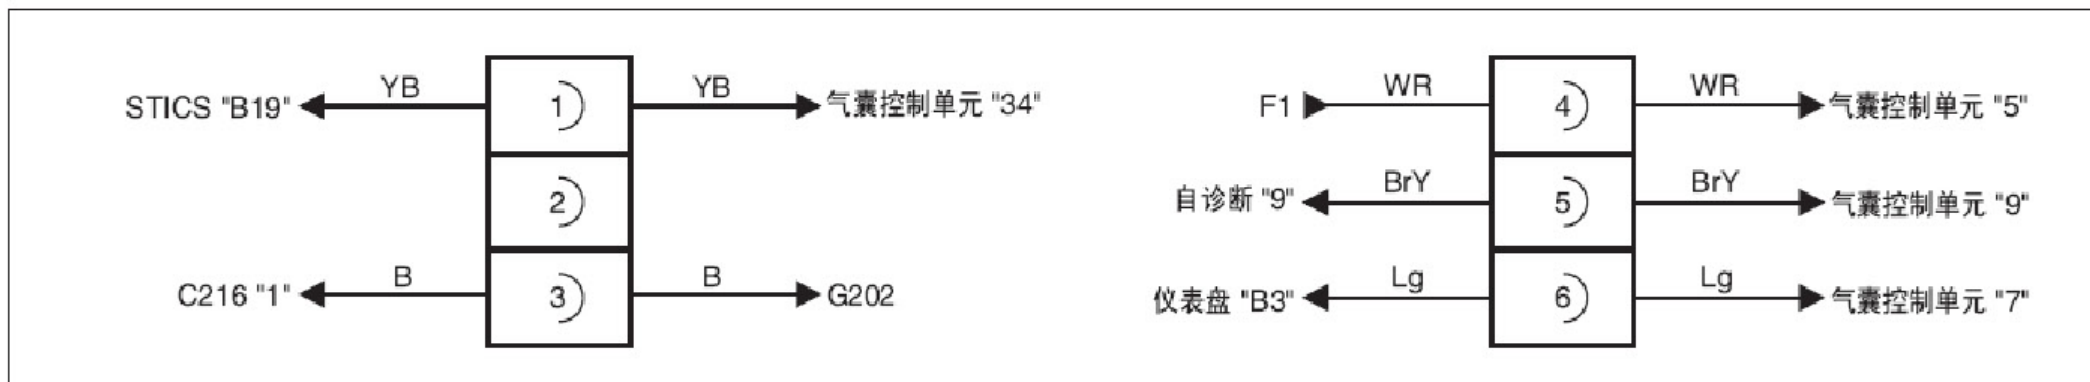 STICS "B19" YB 1 YB 气囊控制单元 "34"
2
C216 "1" B 3 B G202
F1 WR 4 WR 气囊控制单元 "5"
自诊断 "9" BrY 5 BrY 气囊控制单元 "9"
仪表盘 "B3" Lg 6 Lg 气囊控制单元 "7"